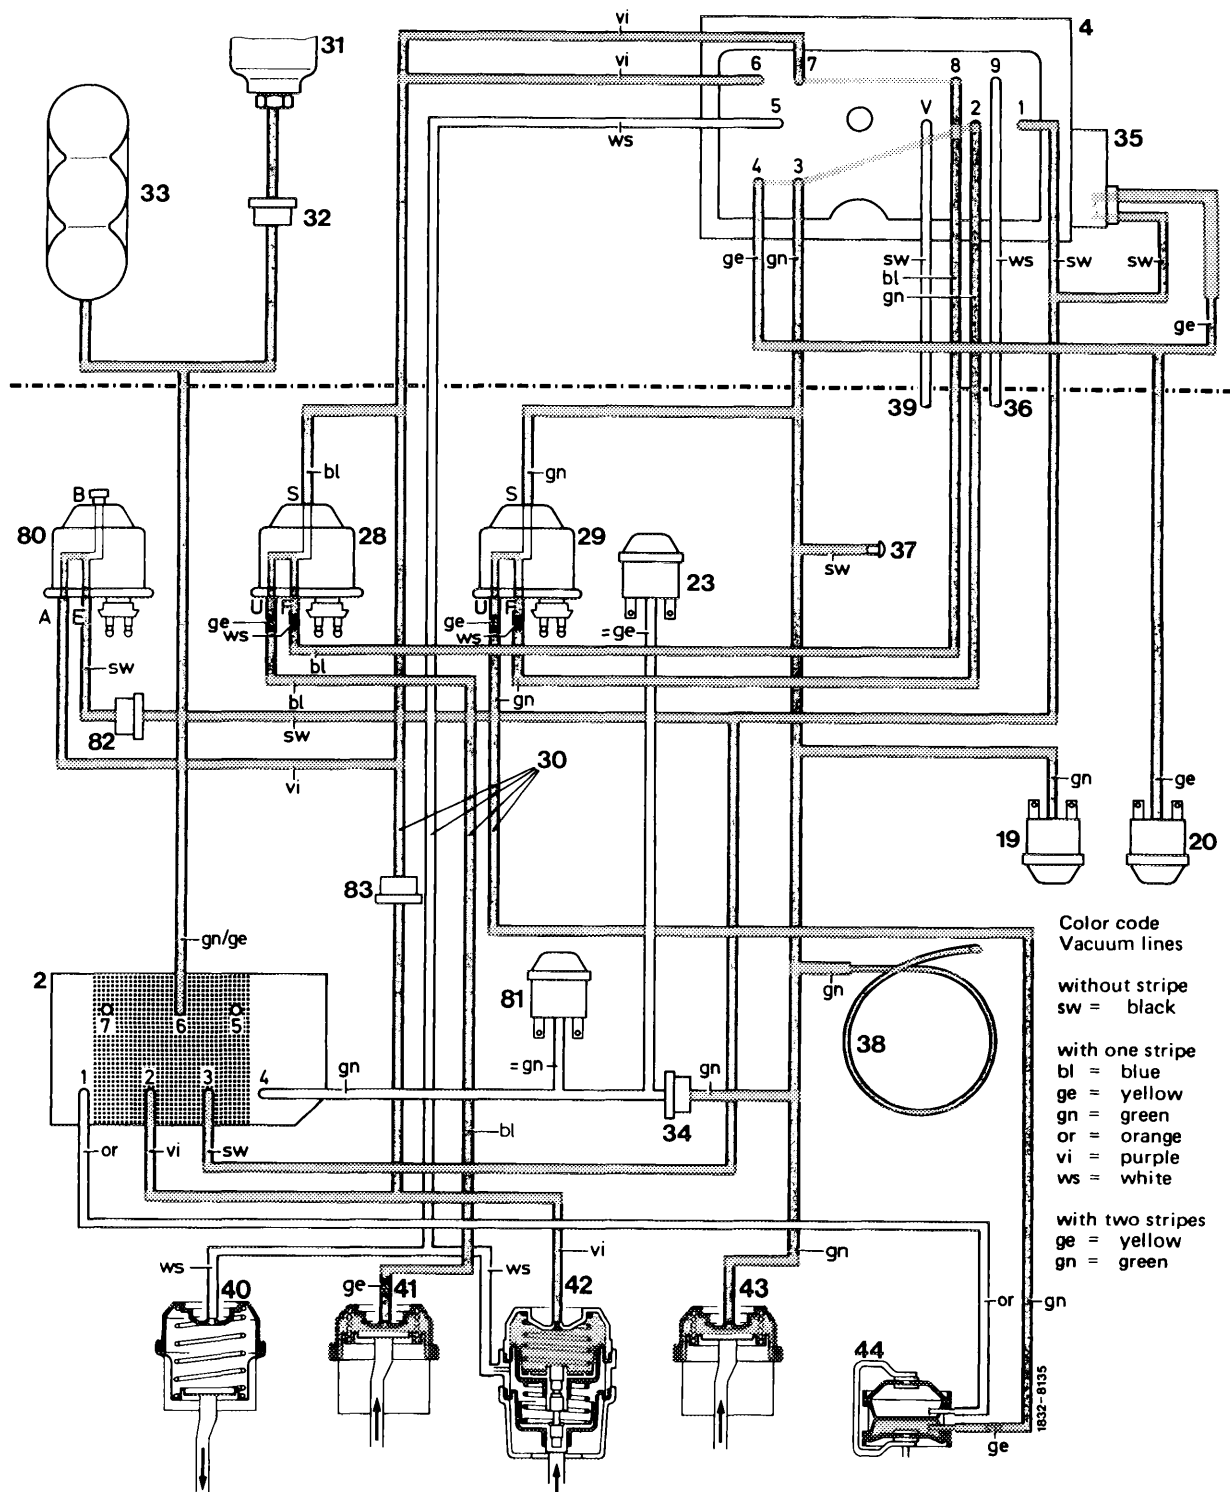 vi
4
31
vi
6
7
8
9
5
V
2
1
35
ws
33
32
4
3
ge
gn
sw
bl
gn
ws
sw
sw
ge
39
36
bl
gn
B
S
S
80
28
29
23
37
sw
A
E
U
F
U
F
ge
ws
ge
ws
=ge
sw
bl
bl
gn
82
sw
vi
30
gn
ge
19
20
83
gn/ge
Color code
Vacuum lines
without stripe
sw = black
with one stripe
bl = blue
ge = yellow
gn = green
or = orange
vi = purple
ws = white
with two stripes
ge = yellow
gn = green
2
7
6
5
81
gn
38
1
2
3
4
gn
=gn
gn
34
bl
or
vi
sw
ws
40
ge
41
ws
vi
42
gn
43
or
gn
44
ge
1832-8135